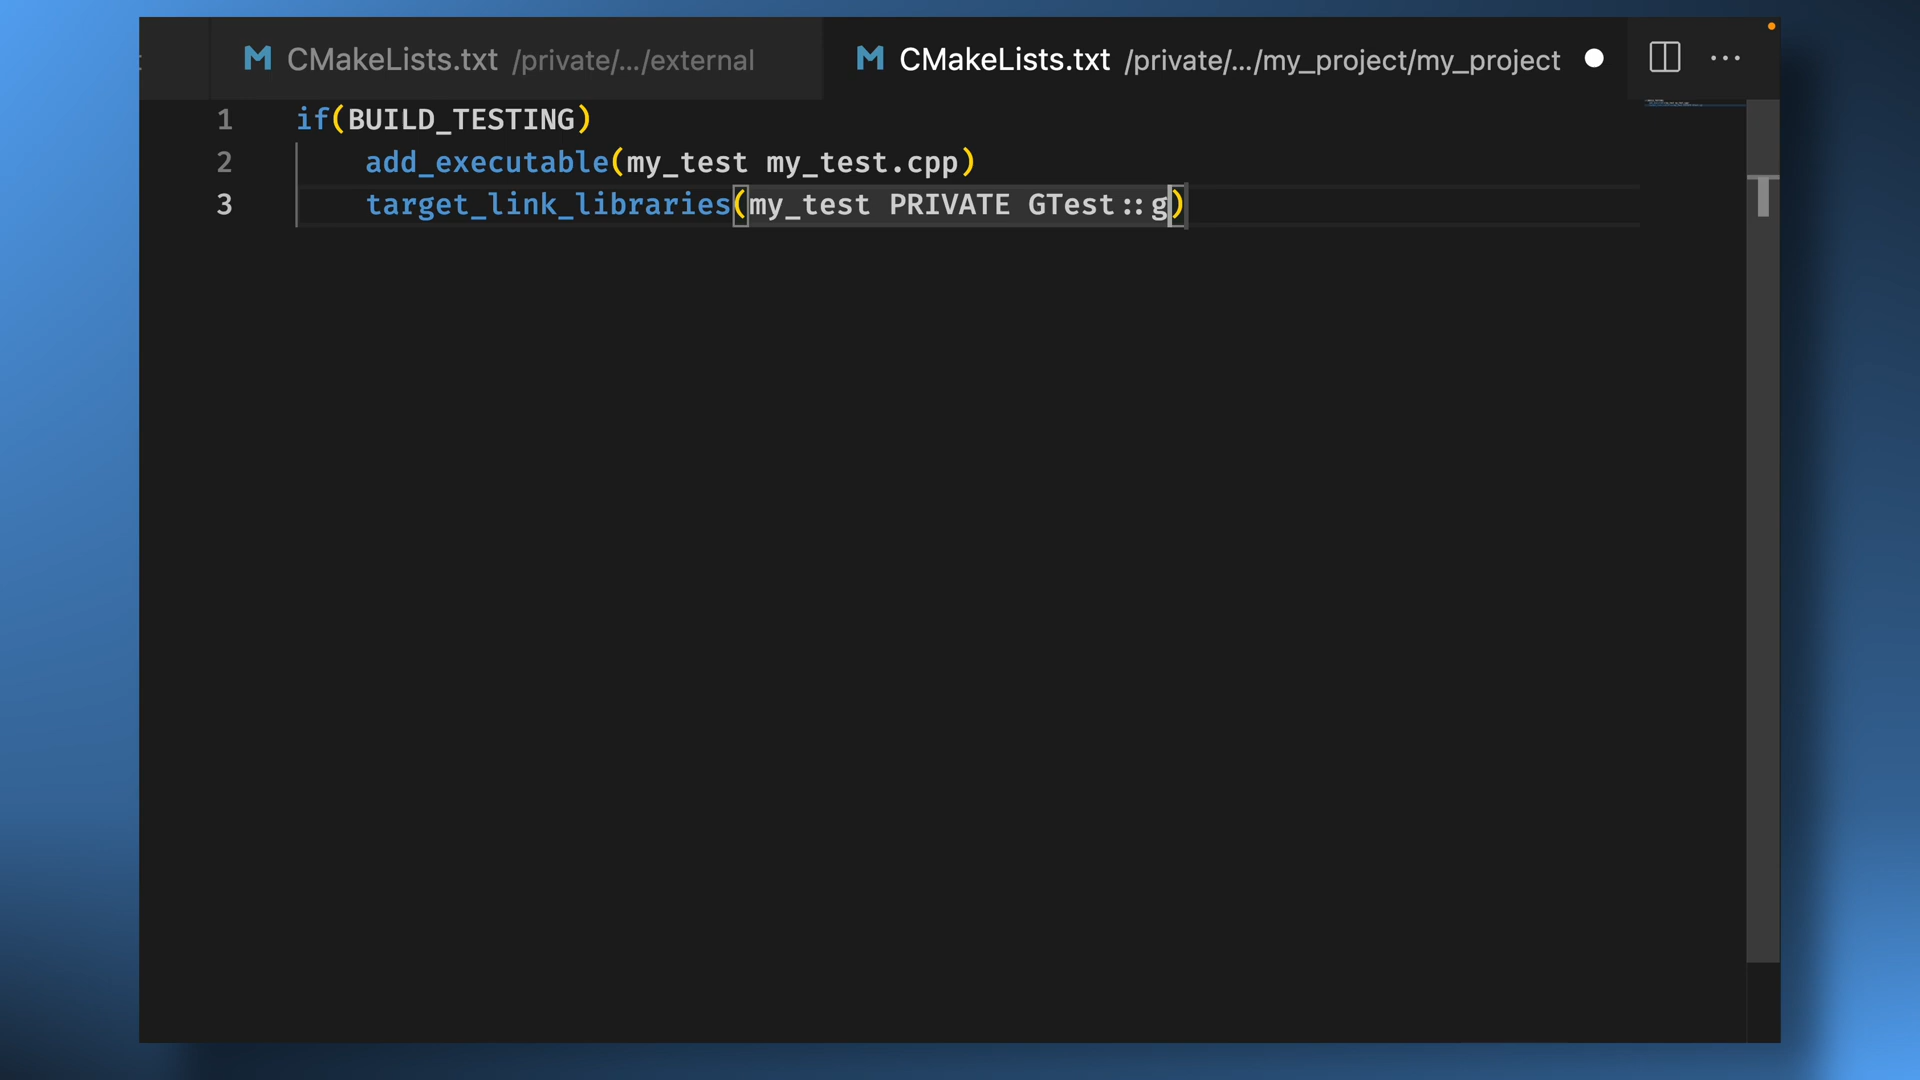 CMakeLists.txt /private/.../external CMakeLists.txt /private/.../my_project/my_project
1 if(BUILD_TESTING)
2     add_executable(my_test my_test.cpp)
3     target_link_libraries(my_test PRIVATE GTest::g)